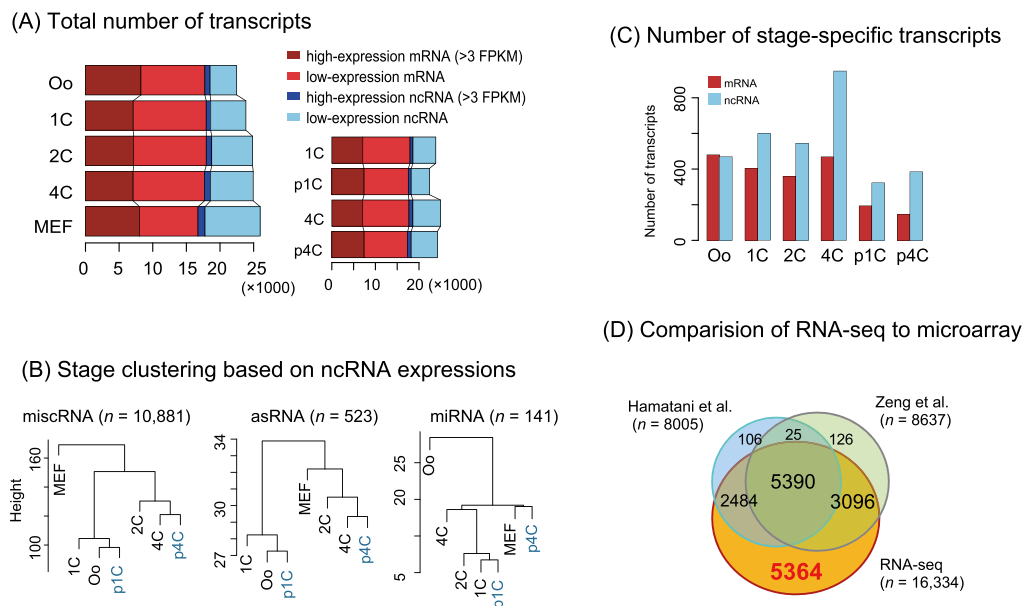 (A) Total number of transcripts
high-expression mRNA (>3 FPKM)
low-expression mRNA
high-expression ncRNA (>3 FPKM)
low-expression ncRNA
Oo
1C
2C
4C
MEF
0 5 10 15 20 25
(×1000)
1C
p1C
4C
p4C
0 10 20 (×1000)
(B) Stage clustering based on ncRNA expressions
miscRNA (n = 10,881)
Height
160
100
MEF
1C
Oo
p1C
2C
4C
p4C
asRNA (n = 523)
34
32
30
29
27
1C
Oo
p1C
MEF
2C
4C
p4C
miRNA (n = 141)
25
20
5
Oo
4C
2C
1C
p1C
MEF
p4C
(C) Number of stage-specific transcripts
mRNA
ncRNA
Number of transcripts
800
400
0
Oo 1C 2C 4C p1C p4C
(D) Comparision of RNA-seq to microarray
Hamatani et al.
(n = 8005)
Zeng et al.
(n = 8637)
106 25 126
5390
2484 3096
5364
RNA-seq
(n = 16,334)